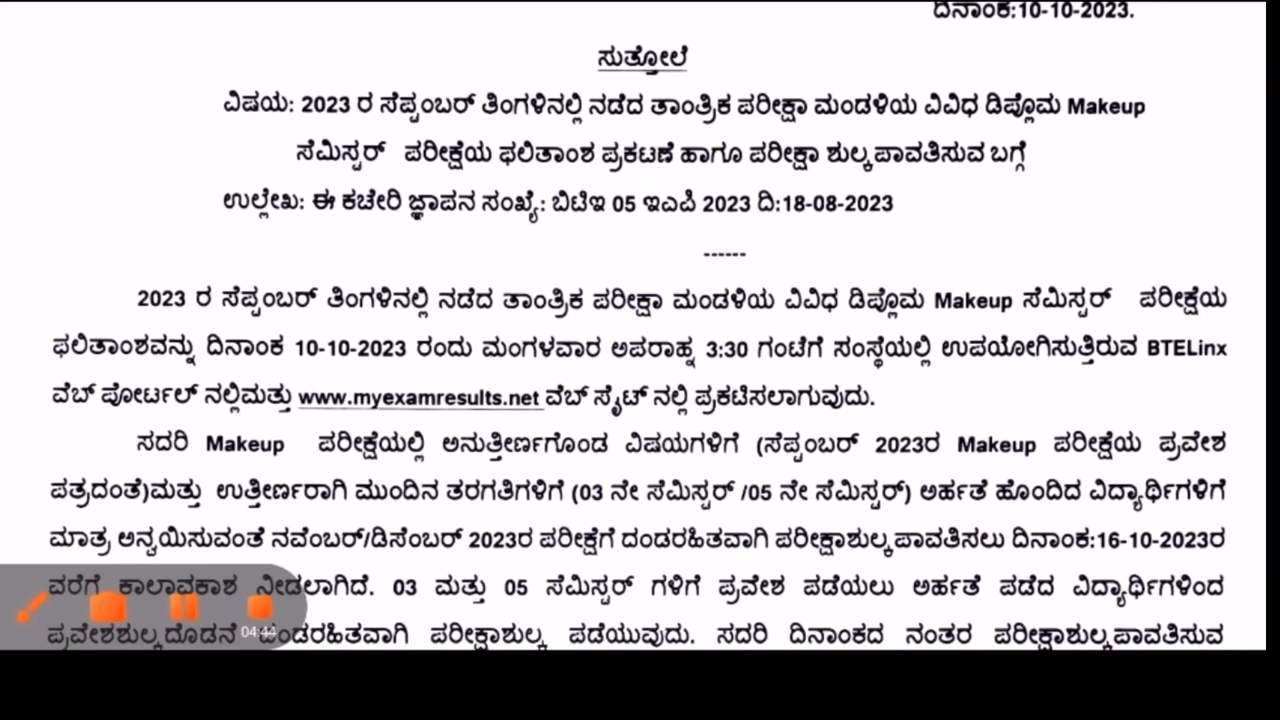 ದಿನಾಂಕ:10-10-2023.
ಸುತ್ತೋಲೆ
ವಿಷಯ: 2023 ರ ಸೆಪ್ಟಂಬರ್ ತಿಂಗಳಿನಲ್ಲಿ ನಡೆದ ತಾಂತ್ರಿಕ ಪರೀಕ್ಷಾ ಮಂಡಳಿಯ ವಿವಿಧ ಡಿಪ್ಲೊಮ Makeup
ಸೆಮಿಸ್ಟರ್ ಪರೀಕ್ಷೆಯ ಫಲಿತಾಂಶ ಪ್ರಕಟಣೆ ಹಾಗೂ ಪರೀಕ್ಷಾ ಶುಲ್ಕ ಪಾವತಿಸುವ ಬಗ್ಗೆ
ಉಲ್ಲೇಖ: ಈ ಕಚೇರಿ ಜ್ಞಾಪನ ಸಂಖ್ಯೆ: ಬಿಟಿಇ 05 ಇಎಪಿ 2023 ದಿ:18-08-2023
------
2023 ರ ಸೆಪ್ಟಂಬರ್ ತಿಂಗಳಿನಲ್ಲಿ ನಡೆದ ತಾಂತ್ರಿಕ ಪರೀಕ್ಷಾ ಮಂಡಳಿಯ ವಿವಿಧ ಡಿಪ್ಲೊಮ Makeup ಸೆಮಿಸ್ಟರ್ ಪರೀಕ್ಷೆಯ
ಫಲಿತಾಂಶವನ್ನು ದಿನಾಂಕ 10-10-2023 ರಂದು ಮಂಗಳವಾರ ಅಪರಾಹ್ನ 3:30 ಗಂಟೆಗೆ ಸಂಸ್ಥೆಯಲ್ಲಿ ಉಪಯೋಗಿಸುತ್ತಿರುವ BTELinx
ವೆಬ್ ಪೋರ್ಟಲ್ ನಲ್ಲಿಮತ್ತು www.myexamresults.net ವೆಬ್ ಸೈಟ್ ನಲ್ಲಿ ಪ್ರಕಟಿಸಲಾಗುವುದು.
ಸದರಿ Makeup ಪರೀಕ್ಷೆಯಲ್ಲಿ ಅನುತ್ತೀರ್ಣಗೊಂಡ ವಿಷಯಗಳಿಗೆ (ಸೆಪ್ಟಂಬರ್ 2023ರ Makeup ಪರೀಕ್ಷೆಯ ಪ್ರವೇಶ
ಪತ್ರದಂತೆ)ಮತ್ತು ಉತ್ತೀರ್ಣರಾಗಿ ಮುಂದಿನ ತರಗತಿಗಳಿಗೆ (03 ನೇ ಸೆಮಿಸ್ಟರ್ /05 ನೇ ಸೆಮಿಸ್ಟರ್) ಅರ್ಹತೆ ಹೊಂದಿದ ವಿದ್ಯಾರ್ಥಿಗಳಿಗೆ
ಮಾತ್ರ ಅನ್ವಯಿಸುವಂತೆ ನವೆಂಬರ್/ಡಿಸೆಂಬರ್ 2023ರ ಪರೀಕ್ಷೆಗೆ ದಂಡರಹಿತವಾಗಿ ಪರೀಕ್ಷಾಶುಲ್ಕ ಪಾವತಿಸಲು ದಿನಾಂಕ:16-10-2023ರ
ವರೆಗೆ ಕಾಲಾವಕಾಶ ನೀಡಲಾಗಿದೆ. 03 ಮತ್ತು 05 ಸೆಮಿಸ್ಟರ್ ಗಳಿಗೆ ಪ್ರವೇಶ ಪಡೆಯಲು ಅರ್ಹತೆ ಪಡೆದ ವಿದ್ಯಾರ್ಥಿಗಳಿಂದ
ಪ್ರವೇಶಶುಲ್ಕ ದೊಡನೆ ದಂಡರಹಿತವಾಗಿ ಪರೀಕ್ಷಾಶುಲ್ಕ ಪಡೆಯುವುದು. ಸದರಿ ದಿನಾಂಕದ ನಂತರ ಪರೀಕ್ಷಾಶುಲ್ಕ ಪಾವತಿಸುವ
04:44